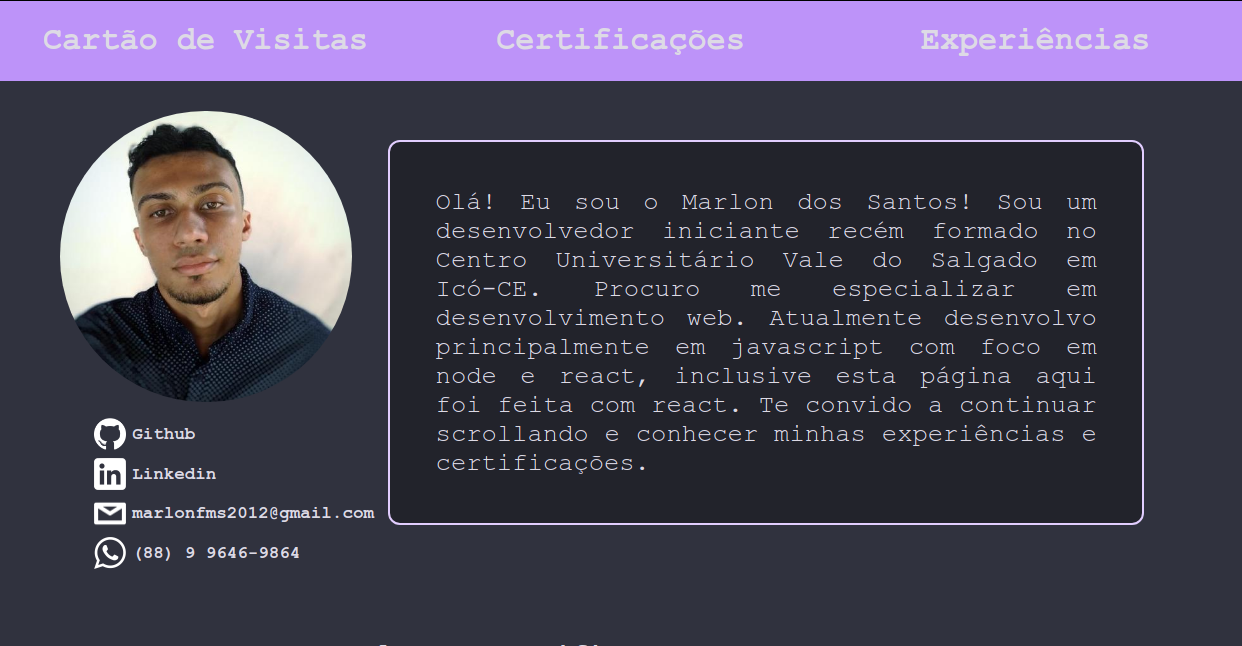 Cartão de Visitas
Certificações
Experiências
Olá! Eu sou o Marlon dos Santos! Sou um
desenvolvedor iniciante recém formado no
Centro Universitário Vale do Salgado em
Icó-CE. Procuro me especializar em
desenvolvimento web. Atualmente desenvolvo
principalmente em javascript com foco em
node e react, inclusive esta página aqui
foi feita com react. Te convido a continuar
scrollando e conhecer minhas experiências e
certificações.
Github
in Linkedin
marlonfms2012@gmail.com
(88) 9 9646-9864